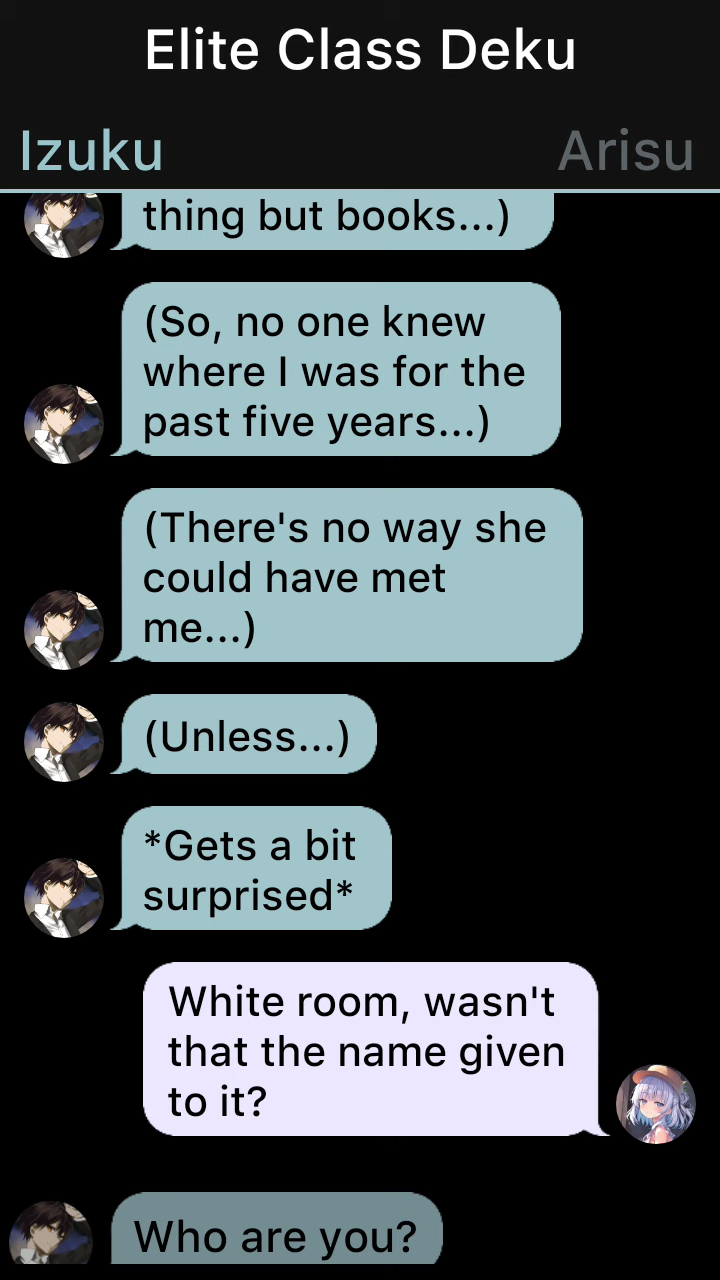 Elite Class Deku
Izuku
Arisu
thing but books...)
(So, no one knew
where I was for the
past five years...)
(There's no way she
could have met
me...)
(Unless...)
*Gets a bit
surprised*
White room, wasn't
that the name given
to it?
Who are you?